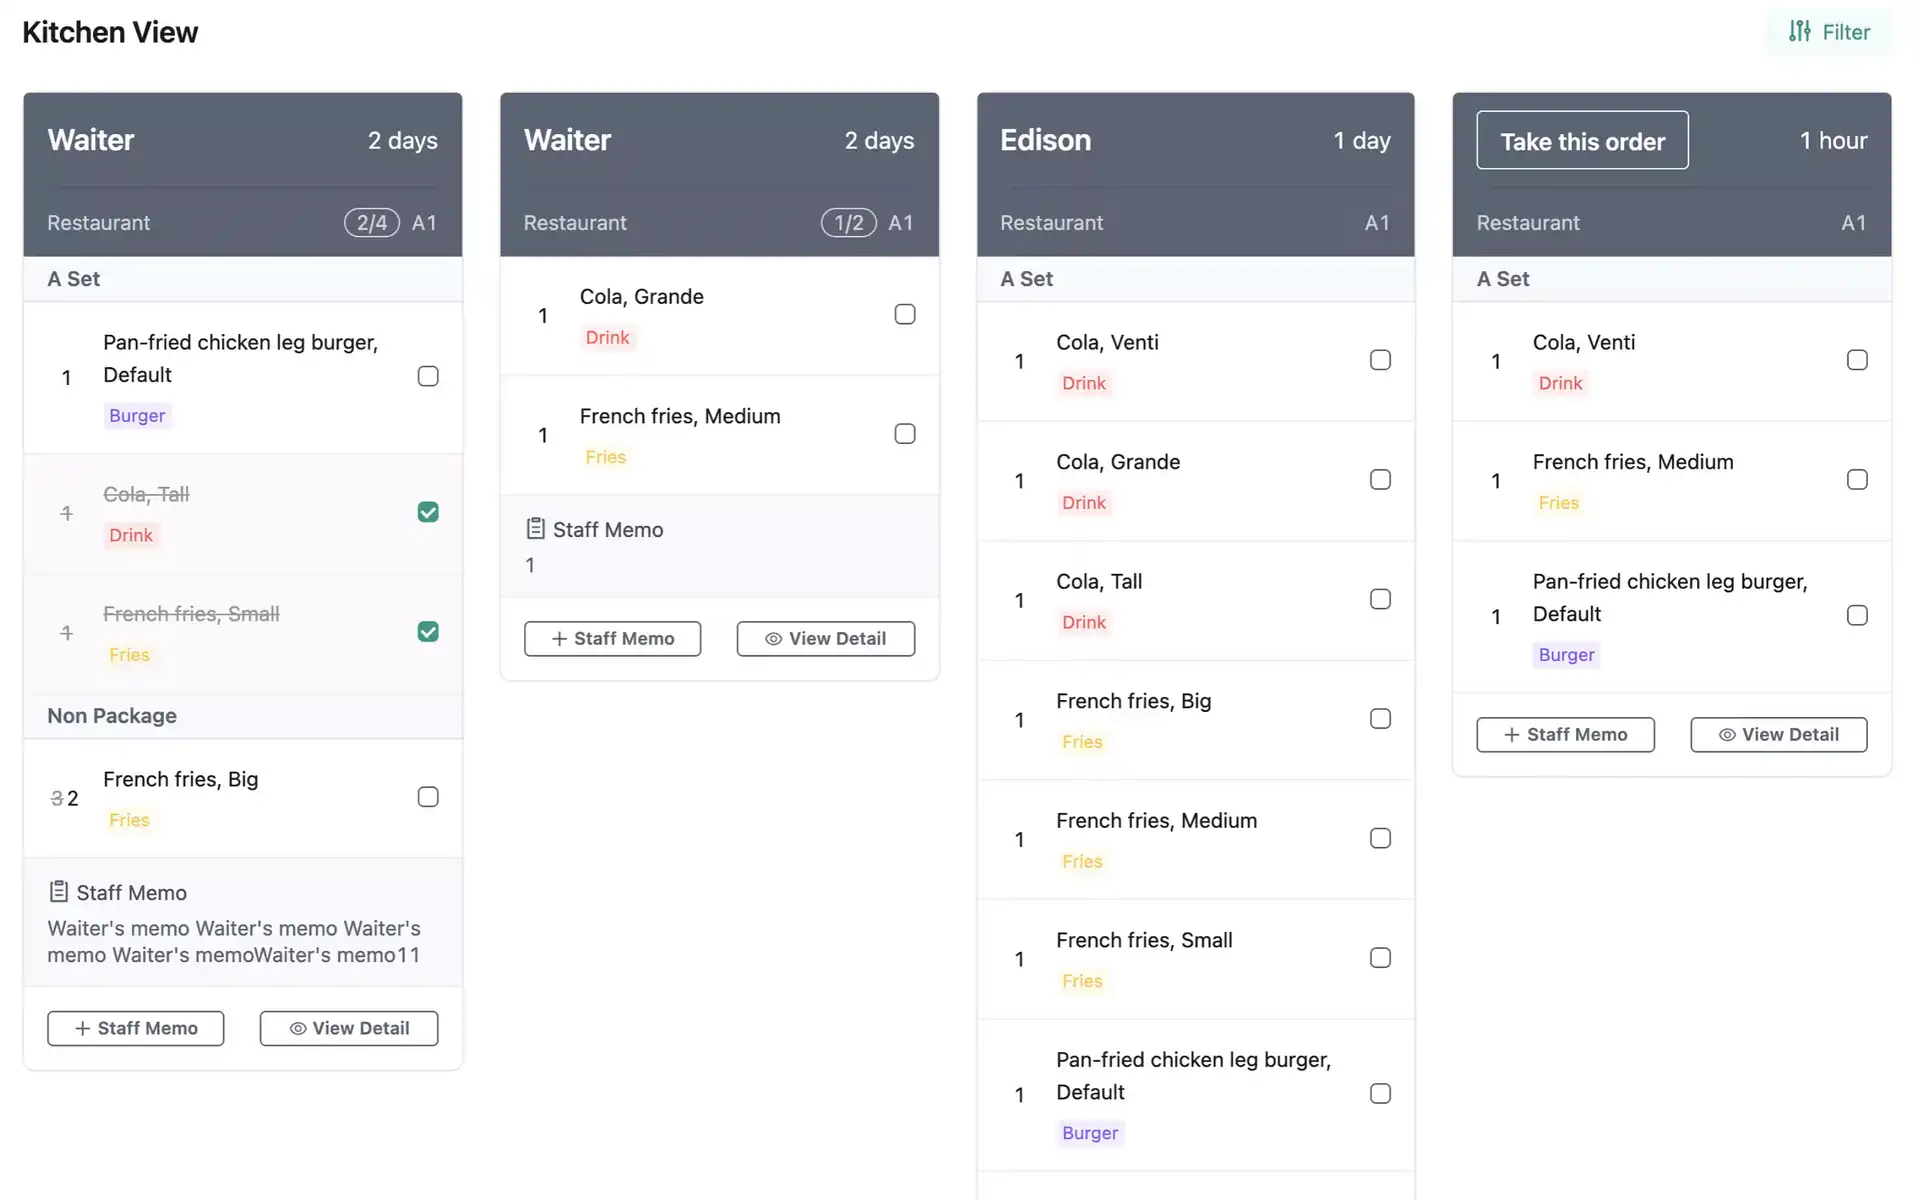 Kitchen View
Filter
Waiter 2 days
Restaurant 2/4 A1
A Set
1 Pan-fried chicken leg burger,
Default
Burger
1 Cola, Tall
Drink
1 French fries, Small
Fries
Non Package
3 2 French fries, Big
Fries
Staff Memo
Waiter's memo Waiter's memo Waiter's
memo Waiter's memoWaiter's memo11
+ Staff Memo View Detail
Waiter 2 days
Restaurant 1/2 A1
1 Cola, Grande
Drink
1 French fries, Medium
Fries
Staff Memo
1
+ Staff Memo View Detail
Edison 1 day
Restaurant A1
A Set
1 Cola, Venti
Drink
1 Cola, Grande
Drink
1 Cola, Tall
Drink
1 French fries, Big
Fries
1 French fries, Medium
Fries
1 French fries, Small
Fries
1 Pan-fried chicken leg burger,
Default
Burger
Take this order 1 hour
Restaurant A1
A Set
1 Cola, Venti
Drink
1 French fries, Medium
Fries
1 Pan-fried chicken leg burger,
Default
Burger
+ Staff Memo View Detail